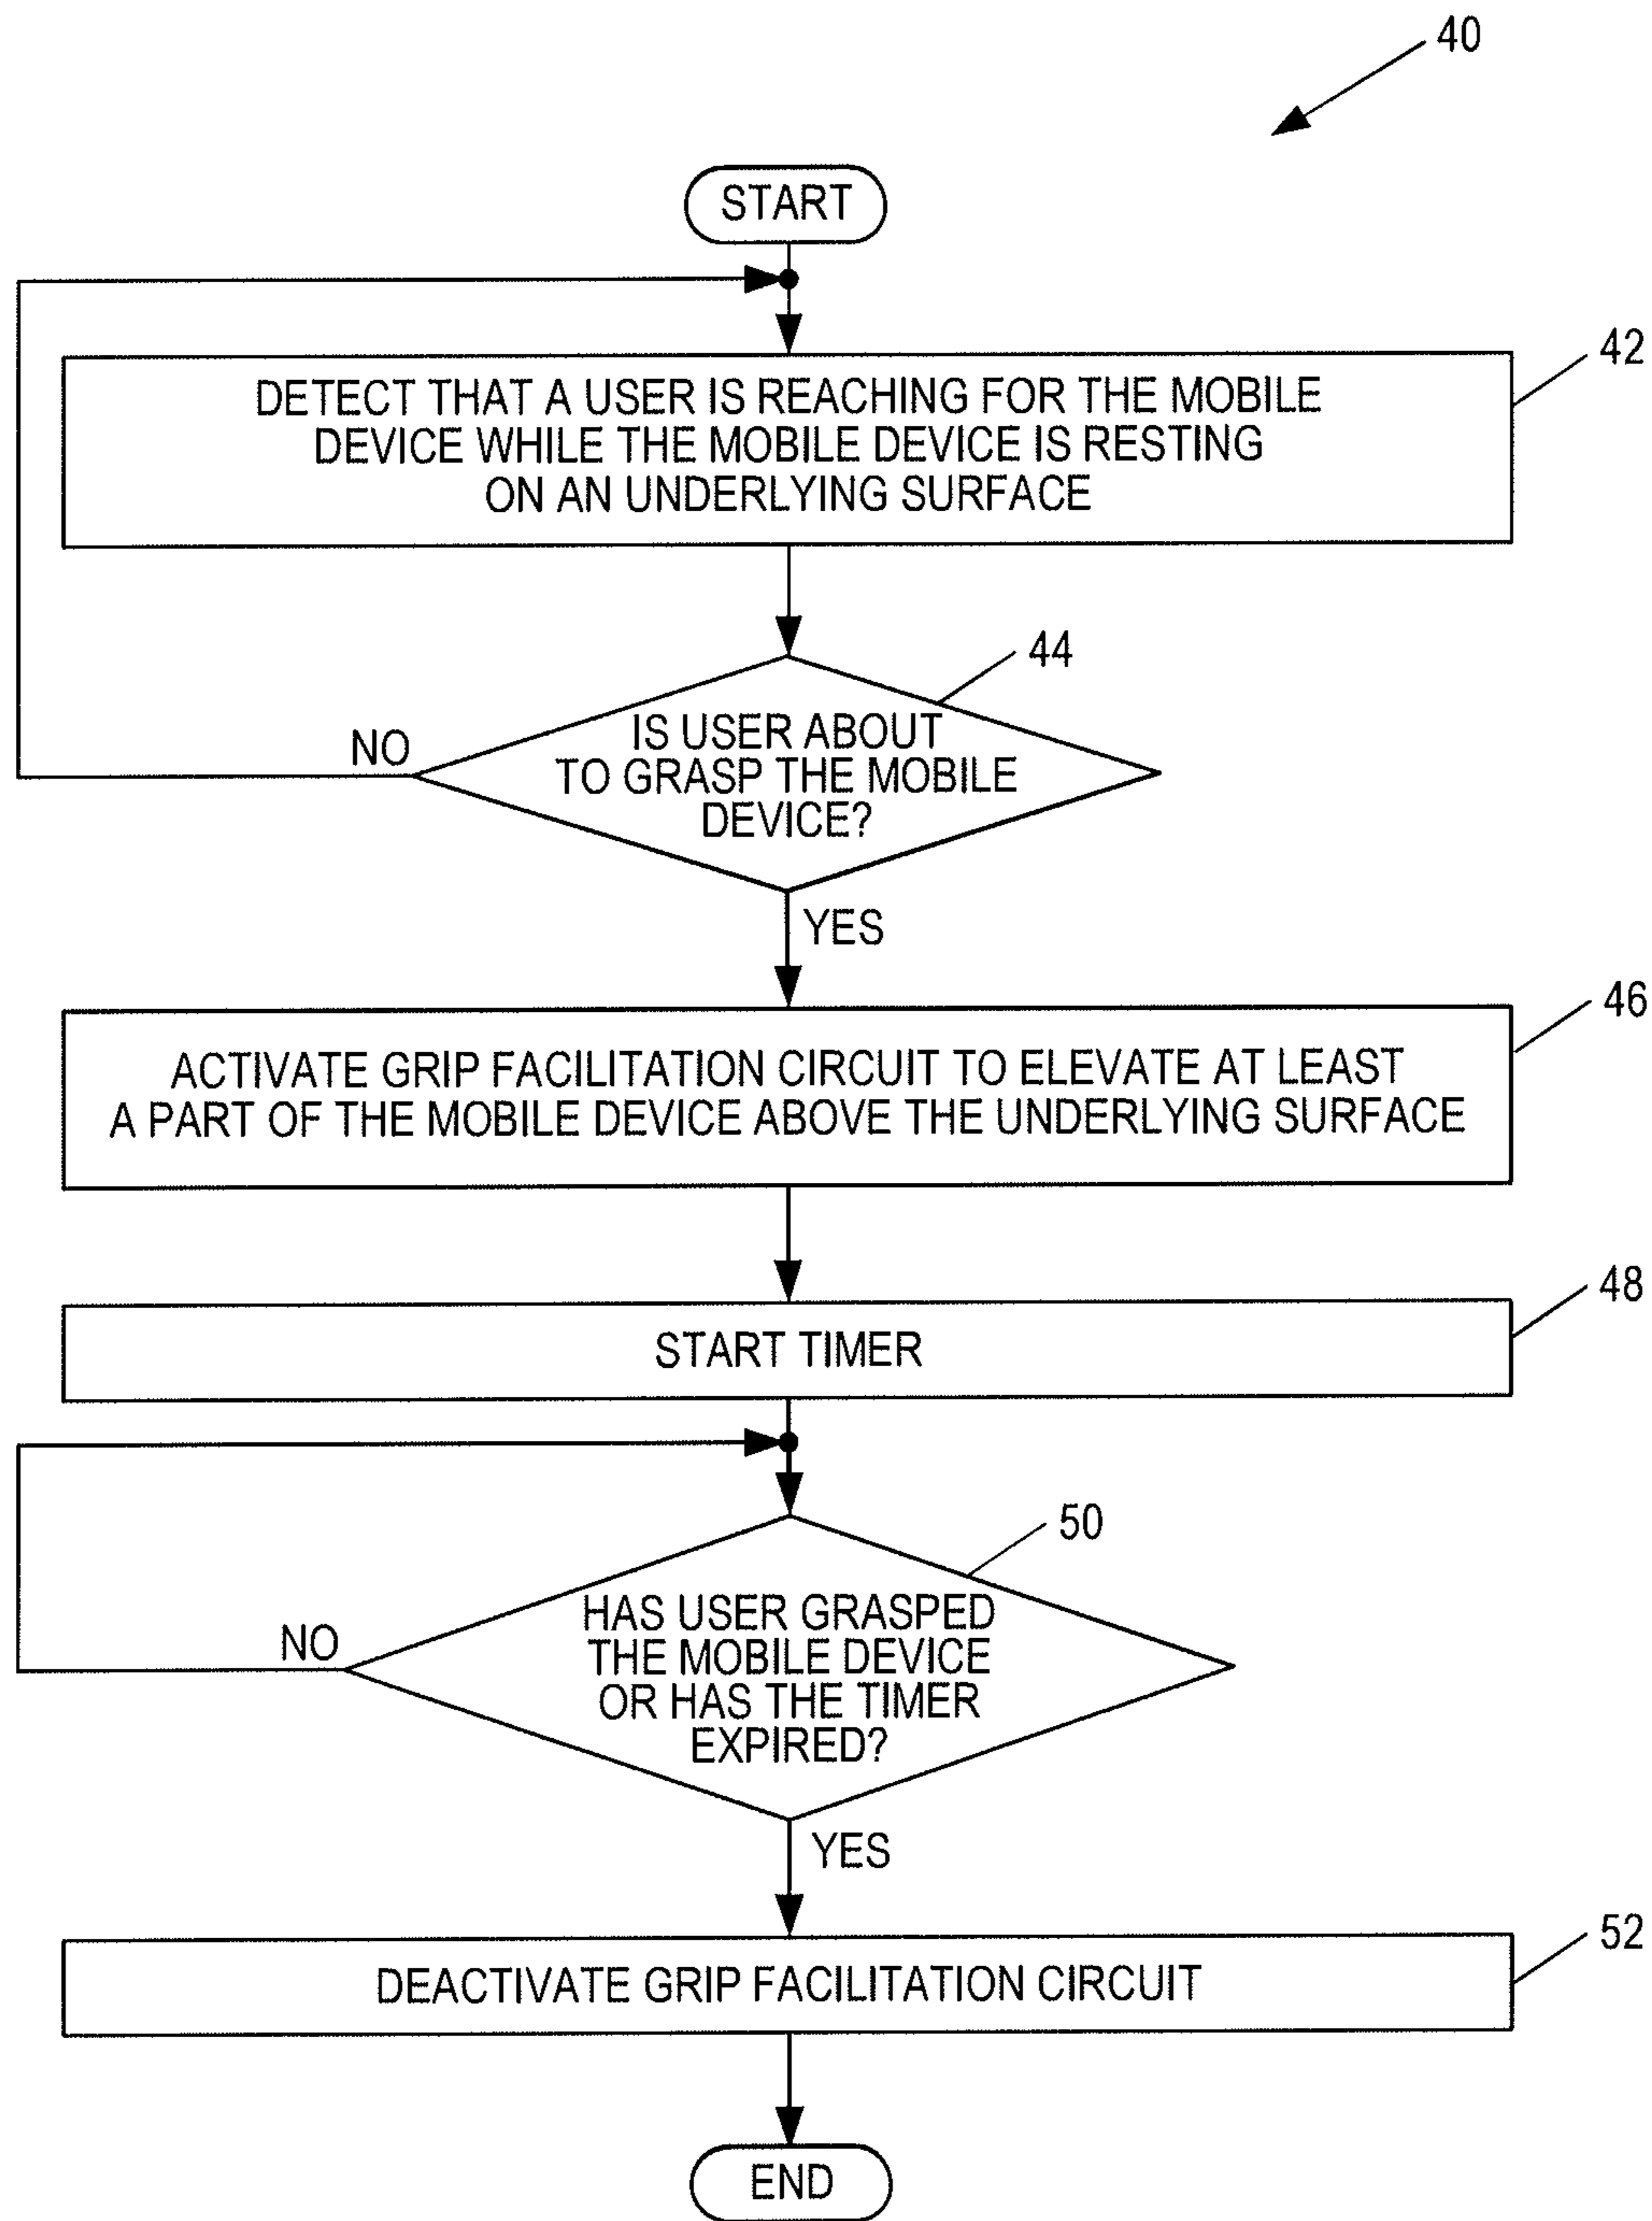 40
START
DETECT THAT A USER IS REACHING FOR THE MOBILE
DEVICE WHILE THE MOBILE DEVICE IS RESTING
ON AN UNDERLYING SURFACE
42
44
IS USER ABOUT
TO GRASP THE MOBILE
DEVICE?
NO
YES
46
ACTIVATE GRIP FACILITATION CIRCUIT TO ELEVATE AT LEAST
A PART OF THE MOBILE DEVICE ABOVE THE UNDERLYING SURFACE
48
START TIMER
50
HAS USER GRASPED
THE MOBILE DEVICE
OR HAS THE TIMER
EXPIRED?
NO
YES
52
DEACTIVATE GRIP FACILITATION CIRCUIT
END